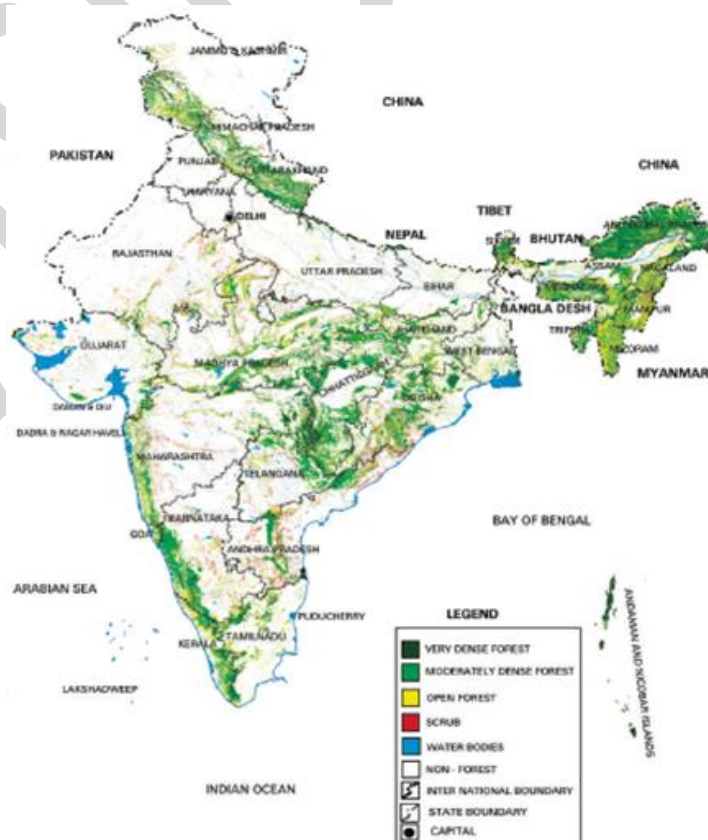 JAMMU & KASHMIR
CHINA
HIMACHAL PRADESH
PAKISTAN
PUNJAB
UTTARAKHAND
CHINA
HARYANA
DELHI
TIBET
NEPAL
SIKKIM
BHUTAN
RAJASTHAN
UTTAR PRADESH
ASSAM
NAGALAND
BIHAR
BANGLA DESH
MANIPUR
GUJARAT
JHARKHAND
TRIPURA
MADHYA PRADESH
WEST BENGAL
MIZORAM
CHHATTISGARH
MYANMAR
ODISHA
DAMAN & DIU
DADRA & NAGAR HAVELI
MAHARASHTRA
TELANGANA
KARNATAKA
BAY OF BENGAL
GOA
ANDHRA PRADESH
ARABIAN SEA
PUDUCHERRY
LEGEND
KERALA
TAMILNADU
VERY DENSE FOREST
MODERATELY DENSE FOREST
ANDAMAN AND NICOBAR ISLANDS
LAKSHADWEEP
OPEN FOREST
SCRUB
WATER BODIES
NON - FOREST
INDIAN OCEAN
INTER NATIONAL BOUNDARY
STATE BOUNDARY
CAPITAL